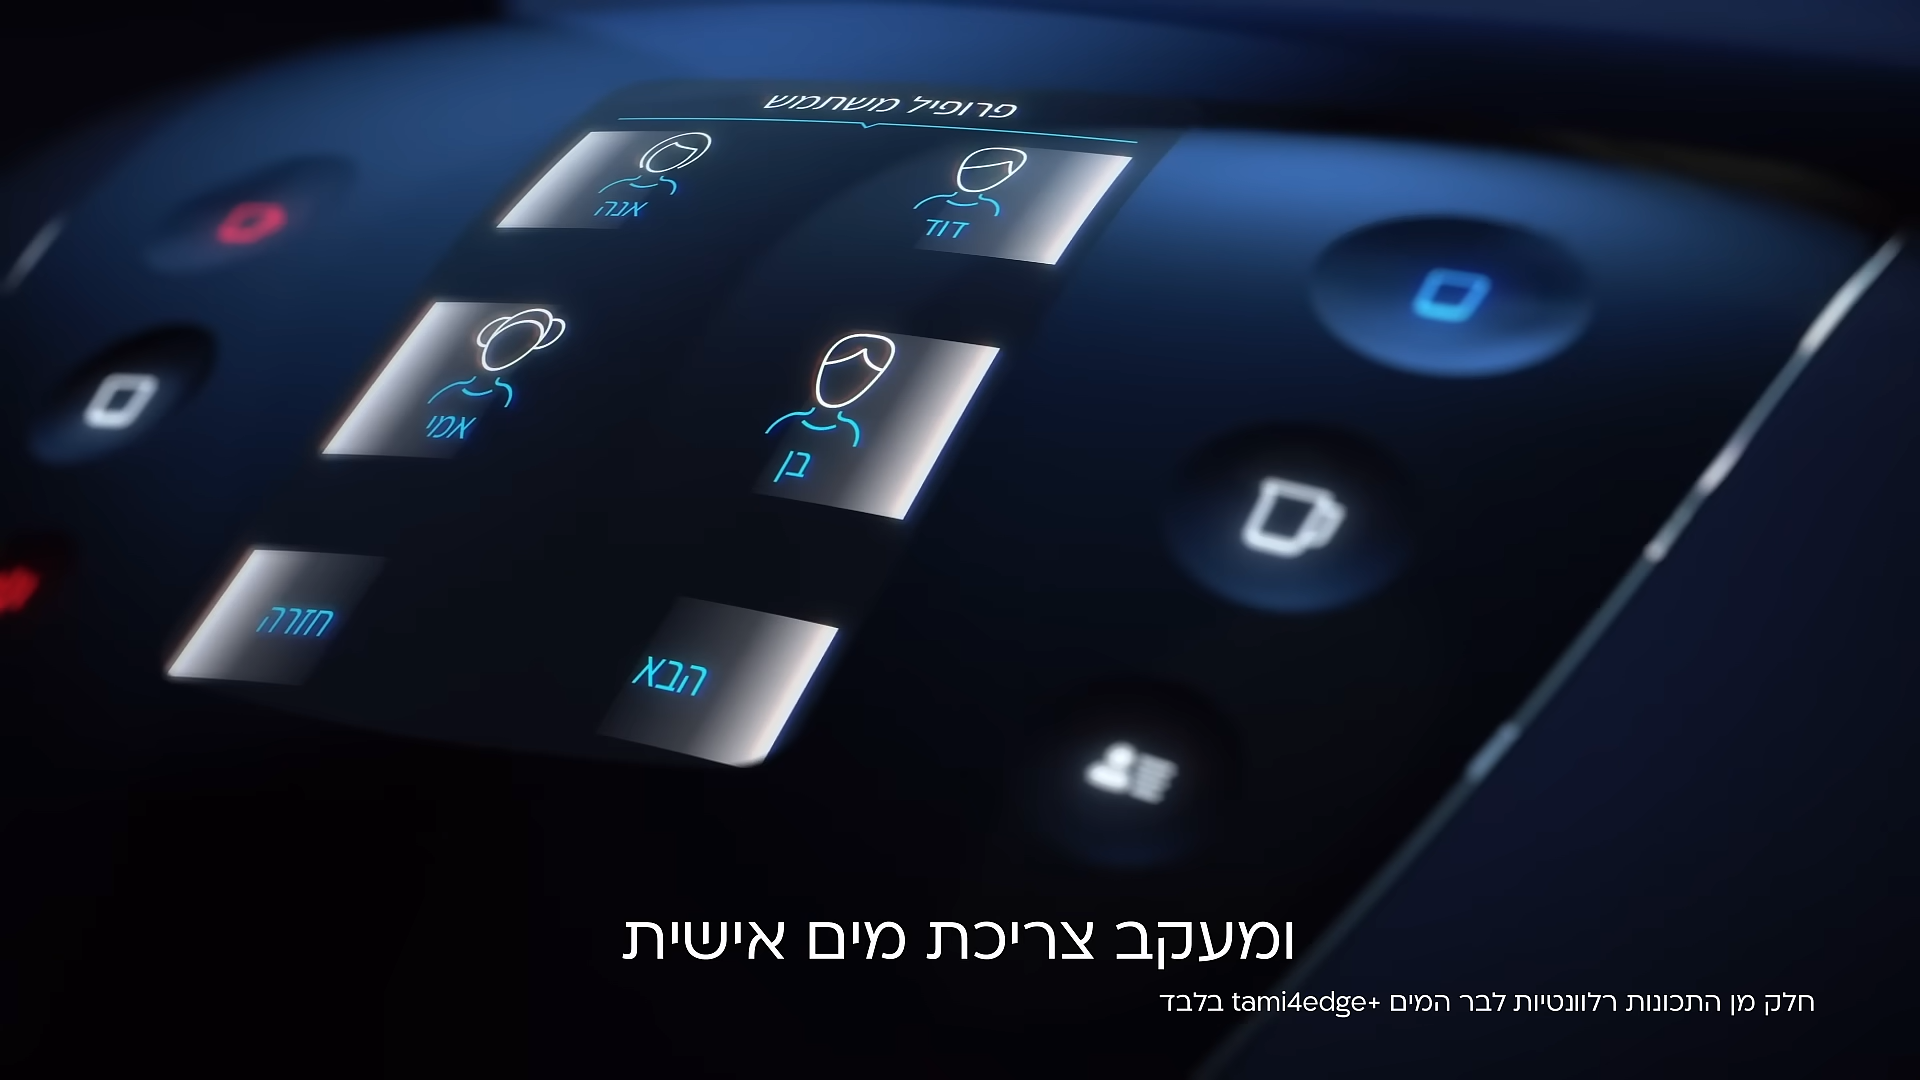 פרופיל משתמש
דוד
אנה
בן
אמי
הבא
חזרה
ומעקב צריכת מים אישית
חלק מן התכונות רלוונטיות לבר המים +tami4edge בלבד